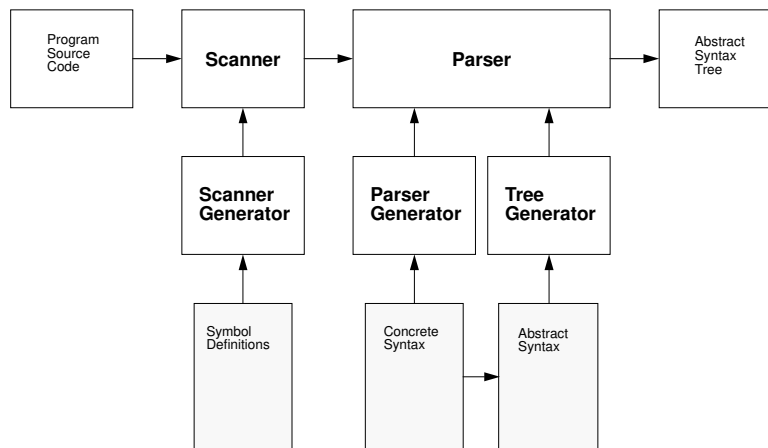 Program
Source
Code
Scanner
Parser
Abstract
Syntax
Tree
Scanner
Generator
Parser
Generator
Tree
Generator
Symbol
Definitions
Concrete
Syntax
Abstract
Syntax